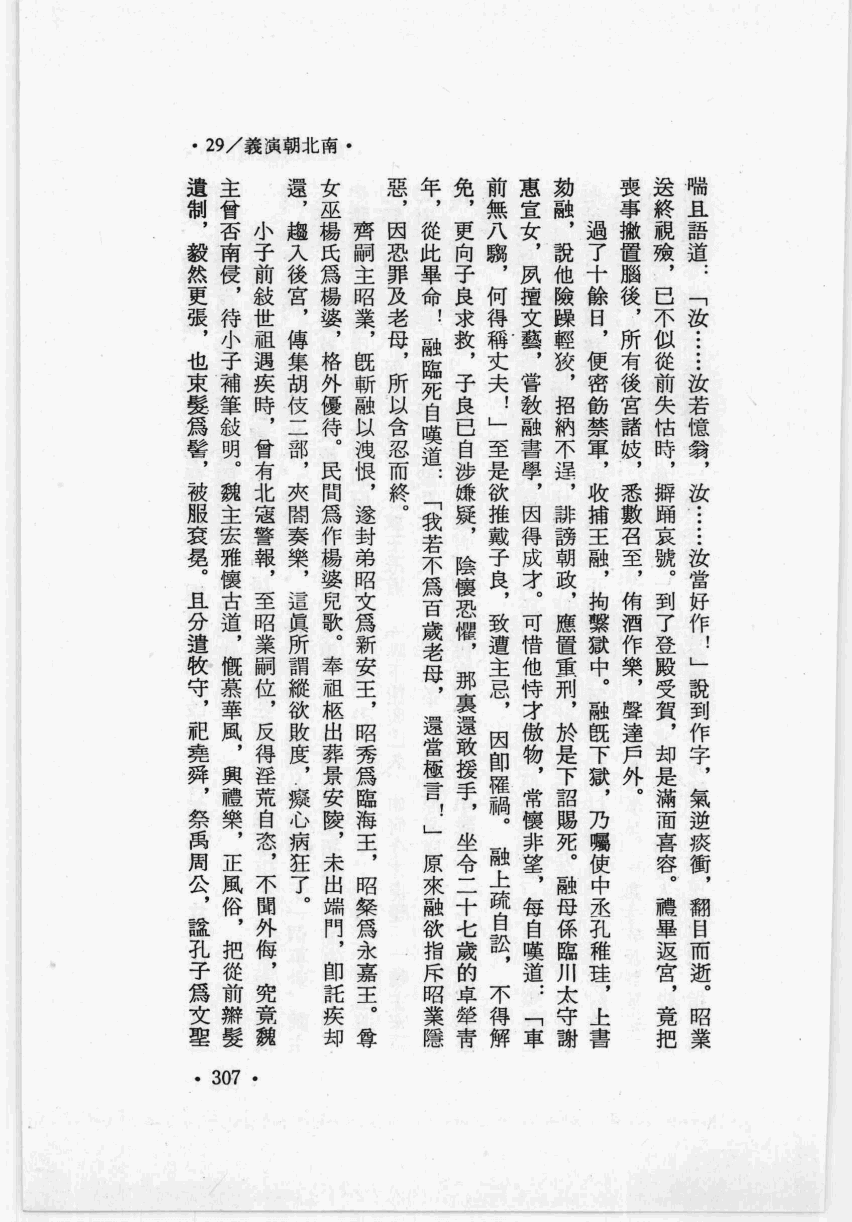 ·29／義演朝北南·
喘且語道：「汝……汝若憶翁，汝……汝當好作！」說到作字，氣逆痰衝，翻目而逝。昭業
送終視殮，已不似從前失怙時，擗踊哀號。到了登殿受賀，却是滿面喜容。禮畢返宮，竟把
喪事撇置腦後，所有後宮諸妓，悉數召至，侑酒作樂，聲達戶外。
過了十餘日，便密飭禁軍，收捕王融，拘繫獄中。融旣下獄，乃囑使中丞孔稚珪，上書
劾融，說他險躁輕狡，招納不逞，誹謗朝政，應置重刑，於是下詔賜死。融母係臨川太守謝
惠宣女，夙擅文藝，嘗敎融書學，因得成才。可惜他恃才傲物，常懷非望，每自嘆道：「車
前無八騶，何得稱丈夫！」至是欲推戴子良，致遭主忌，因卽罹禍。融上疏自訟，不得解
免，更向子良求救，子良已自涉嫌疑，陰懷恐懼，那裏還敢援手，坐令二十七歲的卓犖靑
年，從此畢命！融臨死自嘆道：「我若不爲百歲老母，還當極言！」原來融欲指斥昭業隱
惡，因恐罪及老母，所以含忍而終。
齊嗣主昭業，旣斬融以洩恨，遂封弟昭文爲新安王，昭秀爲臨海王，昭粲爲永嘉王。尊
女巫楊氏爲楊婆，格外優待。民間爲作楊婆兒歌。奉祖柩出葬景安陵，未出端門，卽託疾却
還，趨入後宮，傳集胡伎二部，夾閤奏樂，這眞所謂縱欲敗度，癡心病狂了。
小子前敍世祖遇疾時，曾有北寇警報，至昭業嗣位，反得淫荒自恣，不聞外侮，究竟魏
主曾否南侵，待小子補筆敍明。魏主宏雅懷古道，慨慕華風，興禮樂，正風俗，把從前辮髮
遺制，毅然更張，也束髮爲髻，被服袞冕。且分遣牧守，祀堯舜，祭禹周公，諡孔子爲文聖
·307·